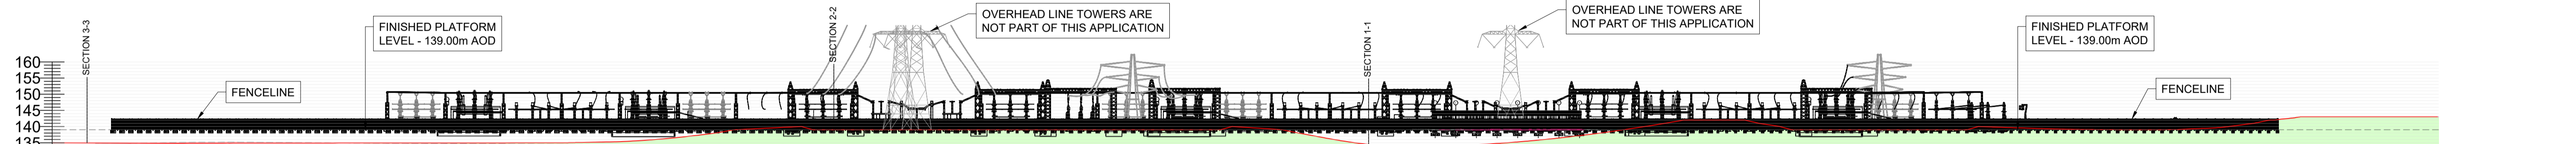 SECTION 3-3
FENCELINE
FINISHED PLATFORM
LEVEL - 139.00m AOD
SECTION 2-2
OVERHEAD LINE TOWERS ARE
NOT PART OF THIS APPLICATION
SECTION 1-1
OVERHEAD LINE TOWERS ARE
NOT PART OF THIS APPLICATION
FINISHED PLATFORM
LEVEL - 139.00m AOD
FENCELINE
160
155
150
145
140
135